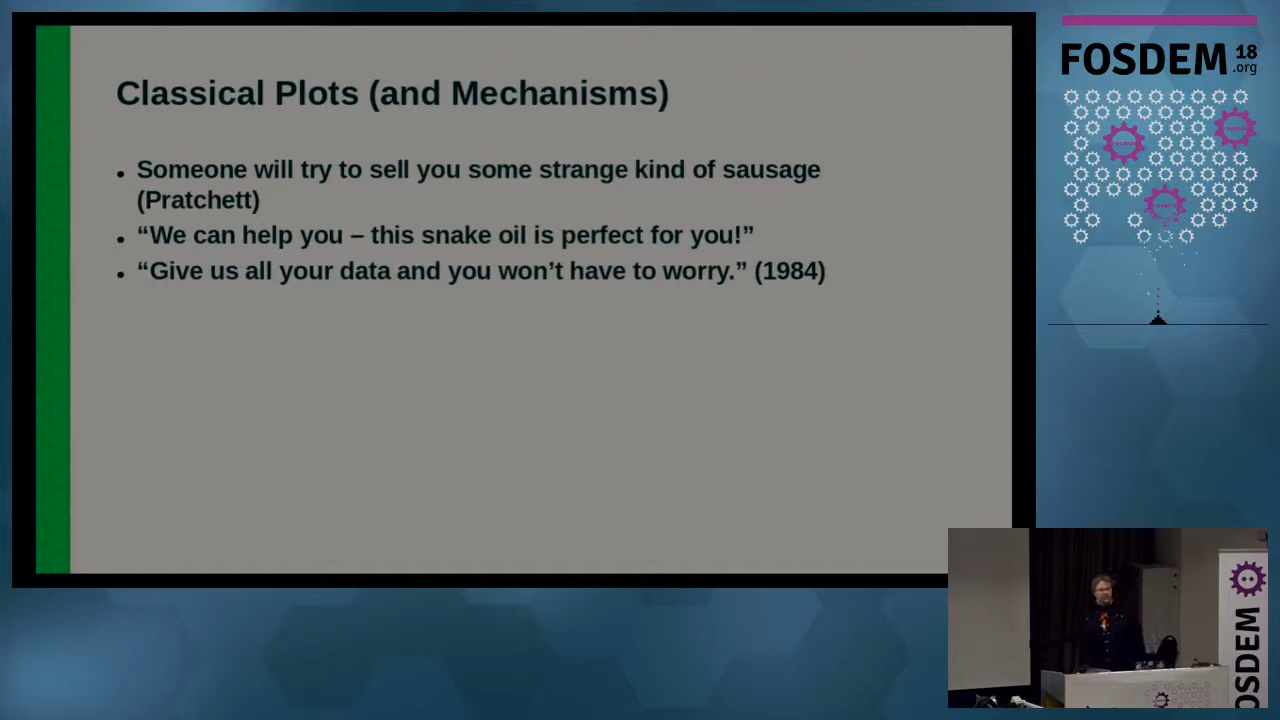 FOSDEM 18
.org
Classical Plots (and Mechanisms)
• Someone will try to sell you some strange kind of sausage
(Pratchett)
• “We can help you – this snake oil is perfect for you!”
• “Give us all your data and you won’t have to worry.” (1984)
OSDEM